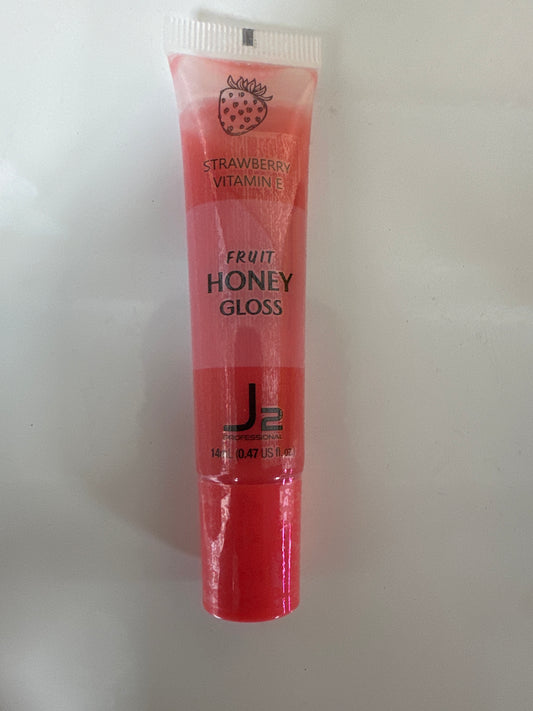 STRAWBERRY
VITAMIN E
FRUIT
HONEY
GLOSS
J2
PROFESSIONAL
14mL (0.47 US fl. oz)